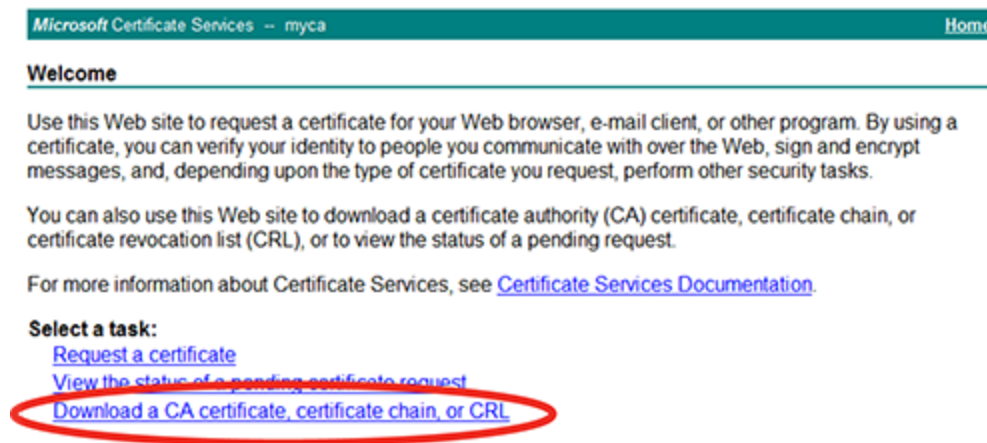 Microsoft Certificate Services -- myca Home
Welcome
Use this Web site to request a certificate for your Web browser, e-mail client, or other program. By using a
certificate, you can verify your identity to people you communicate with over the Web, sign and encrypt
messages, and, depending upon the type of certificate you request, perform other security tasks.
You can also use this Web site to download a certificate authority (CA) certificate, certificate chain, or
certificate revocation list (CRL), or to view the status of a pending request.
For more information about Certificate Services, see Certificate Services Documentation.
Select a task:
Request a certificate
View the status of a pending certificate request
Download a CA certificate, certificate chain, or CRL